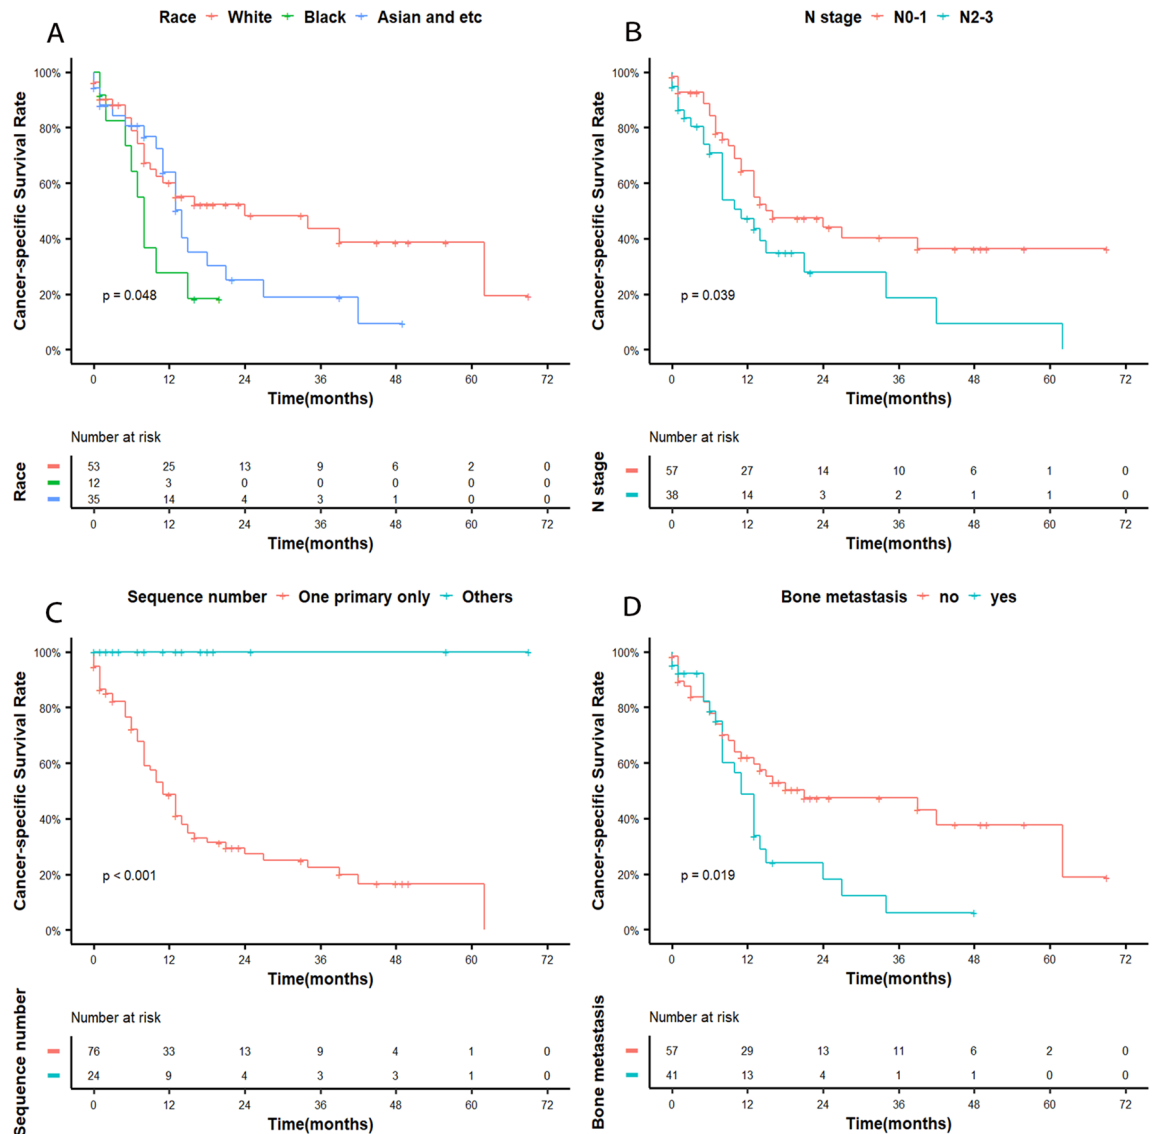 A
Race White Black Asian and etc
Cancer-specific Survival Rate
100%
80%
60%
40%
20%
0%
p = 0.048
0 12 24 36 48 60 72
Time(months)
Number at risk
Race
53 25 13 9 6 2 0
12 3 0 0 0 0 0
35 14 4 3 1 0 0
0 12 24 36 48 60 72
Time(months)
B
N stage N0-1 N2-3
Cancer-specific Survival Rate
100%
80%
60%
40%
20%
0%
p = 0.039
0 12 24 36 48 60 72
Time(months)
Number at risk
N stage
57 27 14 10 6 1 0
38 14 3 2 1 1 0
0 12 24 36 48 60 72
Time(months)
C
Sequence number One primary only Others
Cancer-specific Survival Rate
100%
80%
60%
40%
20%
0%
p < 0.001
0 12 24 36 48 60 72
Time(months)
Number at risk
Sequence number
76 33 13 9 4 1 0
24 9 4 3 3 1 0
0 12 24 36 48 60 72
Time(months)
D
Bone metastasis no yes
Cancer-specific Survival Rate
100%
80%
60%
40%
20%
0%
p = 0.019
0 12 24 36 48 60 72
Time(months)
Number at risk
Bone metastasis
57 29 13 11 6 2 0
41 13 4 1 1 0 0
0 12 24 36 48 60 72
Time(months)